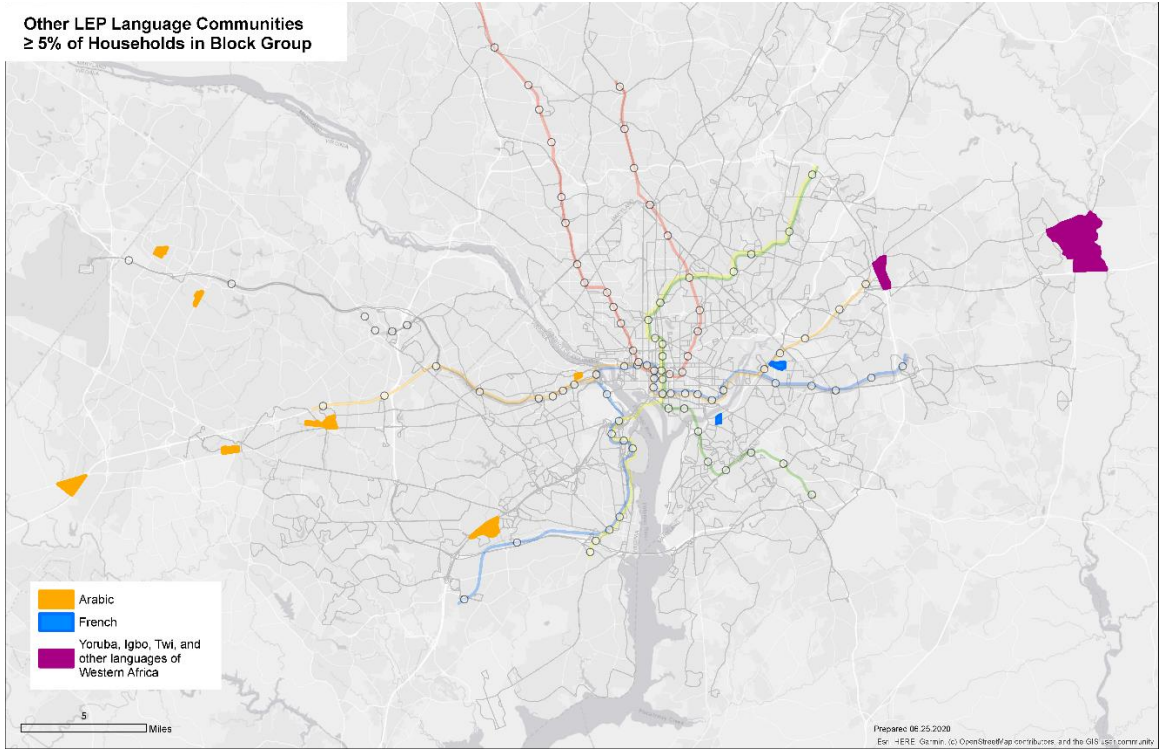 Other LEP Language Communities
≥ 5% of Households in Block Group
Arabic
French
Yoruba, Igbo, Twi, and
other languages of
Western Africa
5
Miles
Prepared 06.25.2020
Esri, HERE, Garmin, (c) OpenStreetMap contributors, and the GIS user community